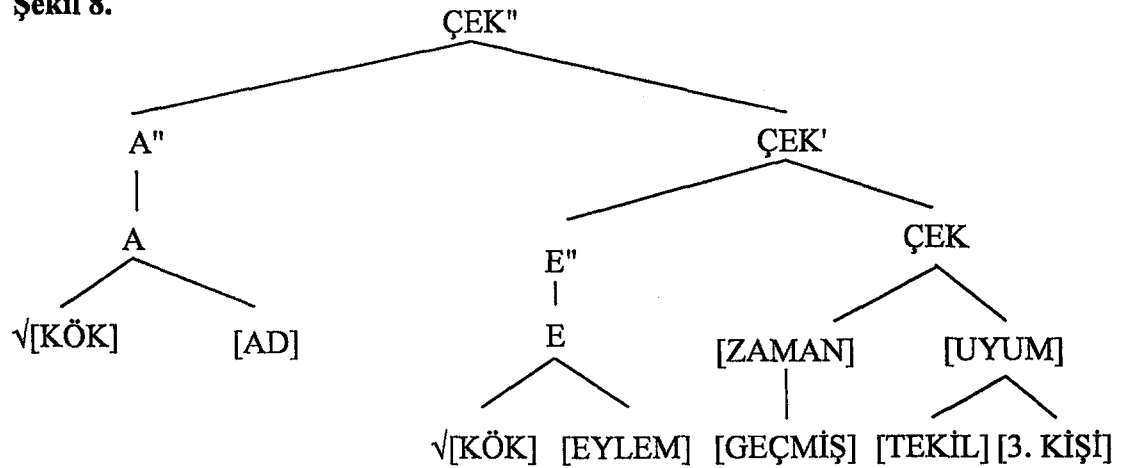 Şekil 8.
ÇEK"
A" ÇEK'
A ÇEK
E"
√[KÖK] [AD] E [ZAMAN] [UYUM]
√[KÖK] [EYLEM] [GEÇMİŞ] [TEKİL] [3. KİŞİ]